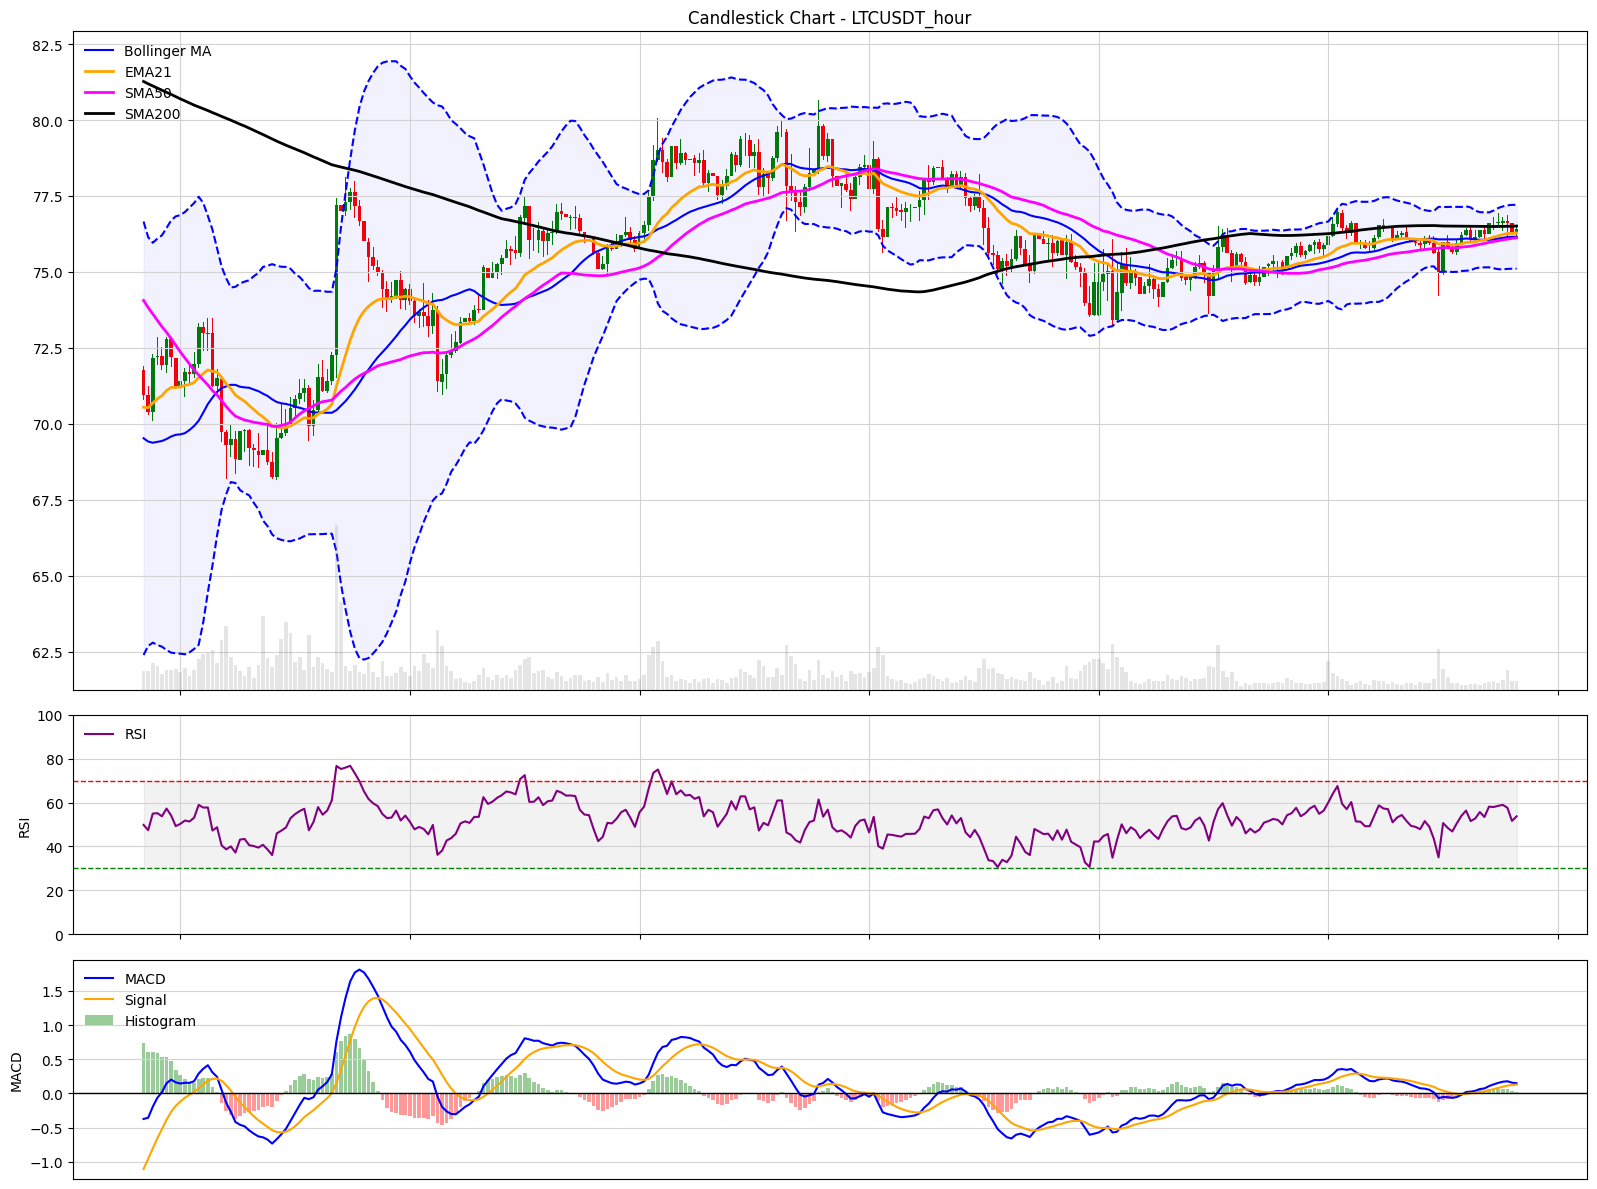 Candlestick Chart - LTCUSDT_hour
82.5
80.0
77.5
75.0
72.5
70.0
67.5
65.0
62.5
Bollinger MA
EMA21
SMA50
SMA200
100
80
60
40
20
0
RSI
RSI
1.5
1.0
0.5
0.0
−0.5
−1.0
MACD
MACD
Signal
Histogram